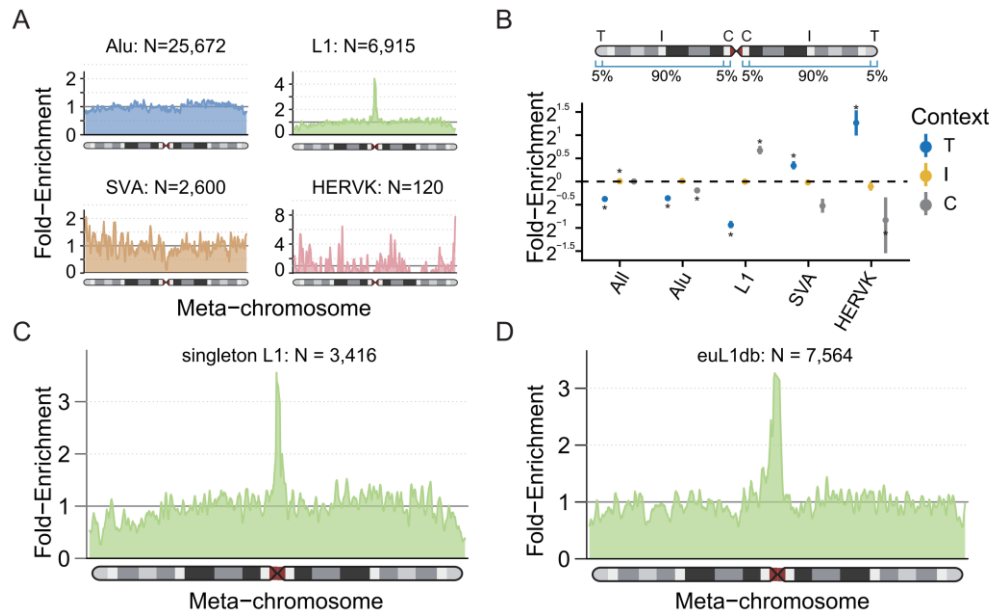 A
Alu: N=25,672
L1: N=6,915
2
1
0
4
2
0
SVA: N=2,600
HERVK: N=120
2
1
0
8
6
4
2
0
Fold−Enrichment
Meta−chromosome
B
T I C C I T
5% 90% 5% 5% 90% 5%
Fold−Enrichment
2^1.5
2^1
2^0.5
2^0
2^−0.5
2^−1
2^−1.5
* * * * * * * * *
All
Alu
L1
SVA
HERVK
Context
T
I
C
C
singleton L1: N = 3,416
Fold−Enrichment
3
2
1
0
Meta−chromosome
D
euL1db: N = 7,564
Fold−Enrichment
3
2
1
0
Meta−chromosome